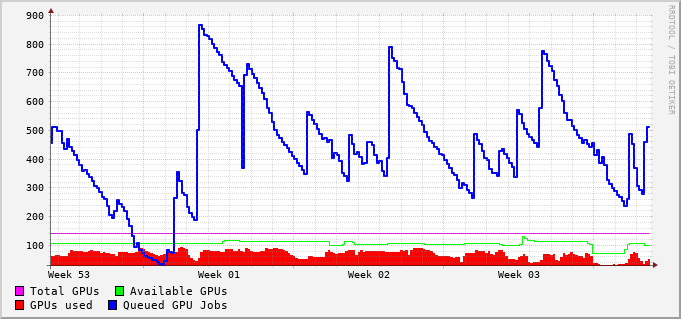 900
800
700
600
500
400
300
200
100
Week 53 Week 01 Week 02 Week 03
Total GPUs Available GPUs
GPUs used Queued GPU Jobs
RRDTOOL / TOBI OETIKER